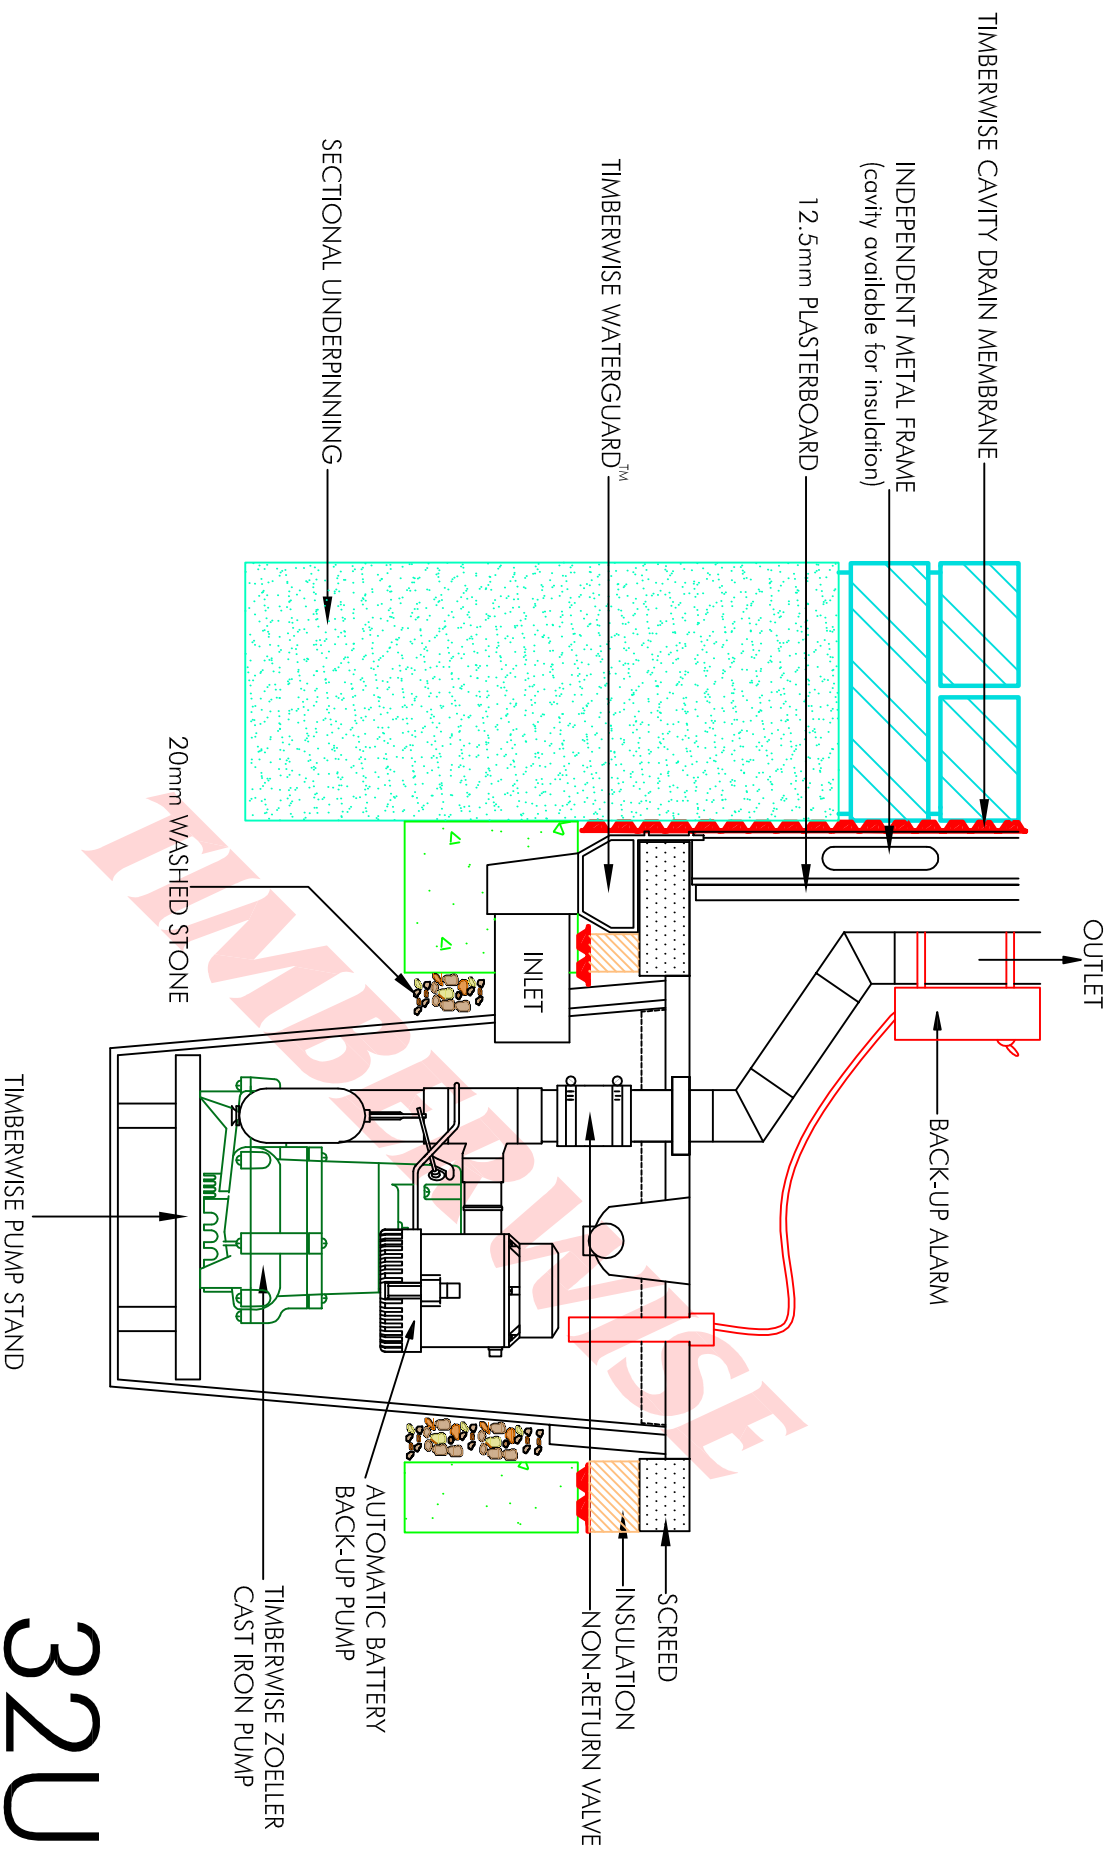 TIMBERWISE CAVITY DRAIN MEMBRANE
INDEPENDENT METAL FRAME
(cavity available for insulation)
12.5mm PLASTERBOARD
TIMBERWISE WATERGUARD™
SECTIONAL UNDERPINNING
20mm WASHED STONE
INLET
OUTLET
BACK-UP ALARM
TIMBERWISE
SCREED
INSULATION
NON-RETURN VALVE
AUTOMATIC BATTERY
BACK-UP PUMP
TIMBERWISE ZOELLER
CAST IRON PUMP
TIMBERWISE PUMP STAND
32U